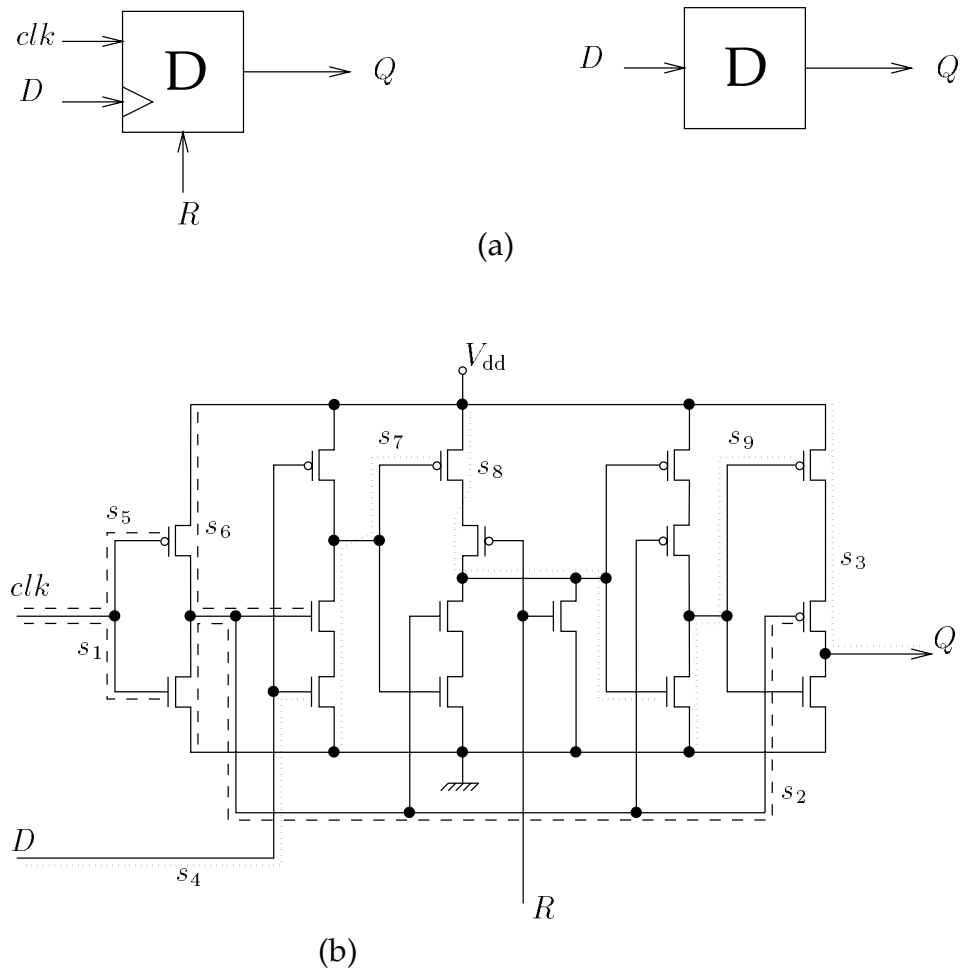 clk
D
D
Q
R
D
D
Q
(a)
V_dd
s_7
s_9
s_8
s_5
s_6
s_3
clk
s_1
Q
s_2
D
s_4
R
(b)